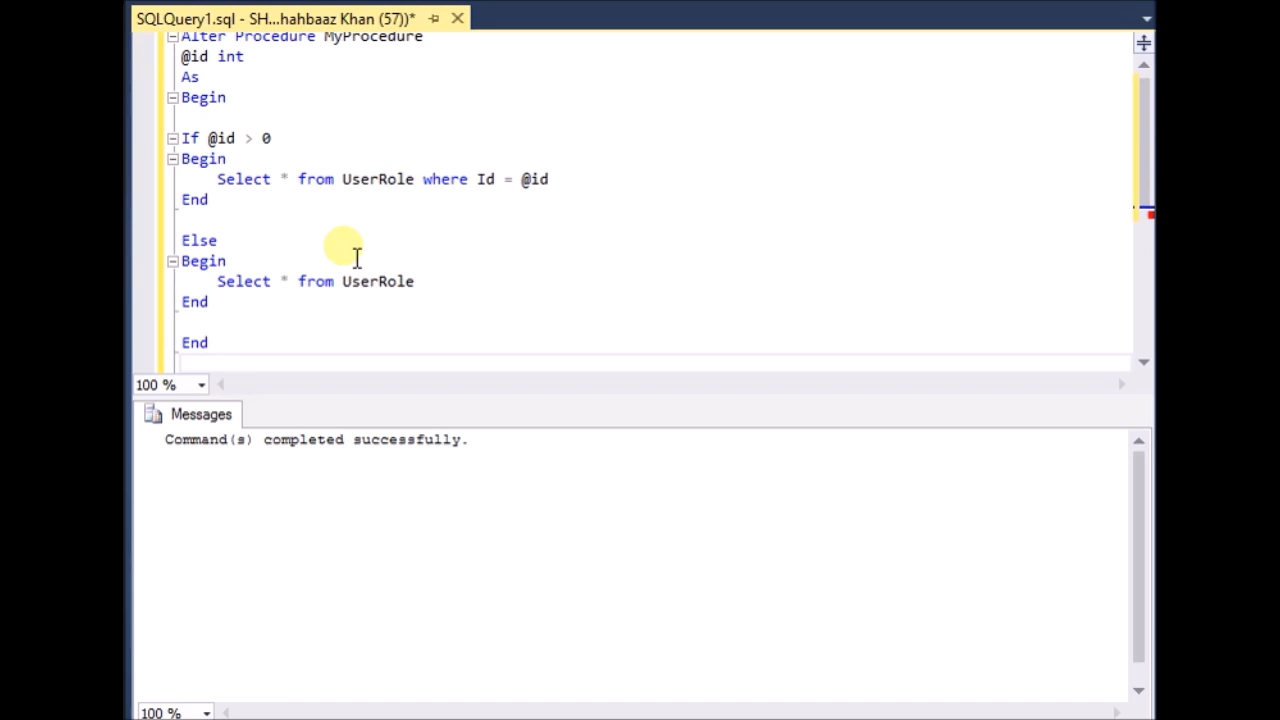 SQLQuery1.sql - SH...hahbaaz Khan (57))*
Alter Procedure MyProcedure
@id int
As
Begin
If @id > 0
Begin
Select * from UserRole where Id = @id
End
Else
Begin
Select * from UserRole
End
End
100 %
Messages
Command(s) completed successfully.
100 %